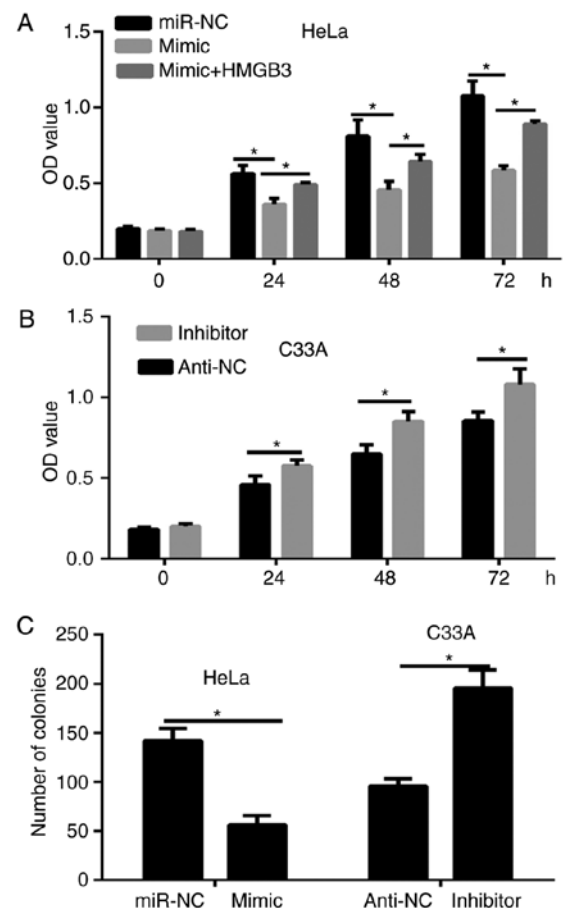 A
HeLa
miR-NC
Mimic
Mimic+HMGB3
OD value
1.5
1.0
0.5
0.0
* * * * * *
0 24 48 72 h
B
C33A
Inhibitor
Anti-NC
OD value
1.5
1.0
0.5
0.0
* * *
0 24 48 72 h
C
C33A
HeLa
Number of colonies
250
200
150
100
50
0
* *
miR-NC Mimic Anti-NC Inhibitor